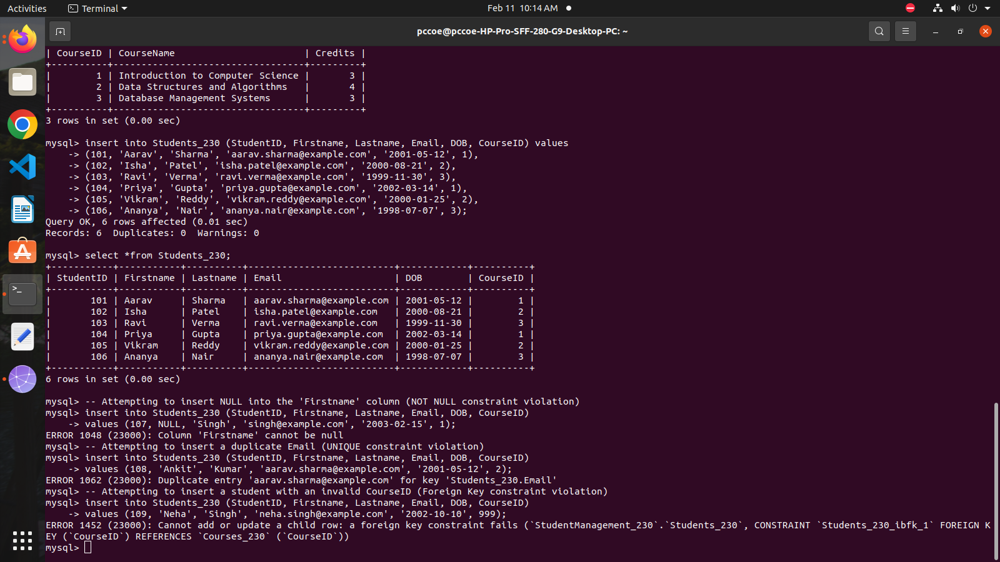 Activities Terminal Feb 11 10:14 AM
pccoe@pccoe-HP-Pro-SFF-280-G9-Desktop-PC: ~
| CourseID | CourseName                       | Credits |
+----------+----------------------------------+---------+
|        1 | Introduction to Computer Science |       3 |
|        2 | Data Structures and Algorithms   |       4 |
|        3 | Database Management Systems      |       3 |
+----------+----------------------------------+---------+
3 rows in set (0.00 sec)

mysql> insert into Students_230 (StudentID, Firstname, Lastname, Email, DOB, CourseID) values
    -> (101, 'Aarav', 'Sharma', 'aarav.sharma@example.com', '2001-05-12', 1),
    -> (102, 'Isha', 'Patel', 'isha.patel@example.com', '2000-08-21', 2),
    -> (103, 'Ravi', 'Verma', 'ravi.verma@example.com', '1999-11-30', 3),
    -> (104, 'Priya', 'Gupta', 'priya.gupta@example.com', '2002-03-14', 1),
    -> (105, 'Vikram', 'Reddy', 'vikram.reddy@example.com', '2000-01-25', 2),
    -> (106, 'Ananya', 'Nair', 'ananya.nair@example.com', '1998-07-07', 3);
Query OK, 6 rows affected (0.01 sec)
Records: 6  Duplicates: 0  Warnings: 0

mysql> select *from Students_230;
+-----------+-----------+----------+--------------------------+------------+----------+
| StudentID | Firstname | Lastname | Email                    | DOB        | CourseID |
+-----------+-----------+----------+--------------------------+------------+----------+
|       101 | Aarav     | Sharma   | aarav.sharma@example.com | 2001-05-12 |        1 |
|       102 | Isha      | Patel    | isha.patel@example.com   | 2000-08-21 |        2 |
|       103 | Ravi      | Verma    | ravi.verma@example.com   | 1999-11-30 |        3 |
|       104 | Priya     | Gupta    | priya.gupta@example.com  | 2002-03-14 |        1 |
|       105 | Vikram    | Reddy    | vikram.reddy@example.com | 2000-01-25 |        2 |
|       106 | Ananya    | Nair     | ananya.nair@example.com  | 1998-07-07 |        3 |
+-----------+-----------+----------+--------------------------+------------+----------+
6 rows in set (0.00 sec)

mysql> -- Attempting to insert NULL into the 'Firstname' column (NOT NULL constraint violation)
mysql> insert into Students_230 (StudentID, Firstname, Lastname, Email, DOB, CourseID)
    -> values (107, NULL, 'Singh', 'singh@example.com', '2003-02-15', 1);
ERROR 1048 (23000): Column 'Firstname' cannot be null
mysql> -- Attempting to insert a duplicate Email (UNIQUE constraint violation)
mysql> insert into Students_230 (StudentID, Firstname, Lastname, Email, DOB, CourseID)
    -> values (108, 'Ankit', 'Kumar', 'aarav.sharma@example.com', '2001-05-12', 2);
ERROR 1062 (23000): Duplicate entry 'aarav.sharma@example.com' for key 'Students_230.Email'
mysql> -- Attempting to insert a student with an invalid CourseID (Foreign Key constraint violation)
mysql> insert into Students_230 (StudentID, Firstname, Lastname, Email, DOB, CourseID)
    -> values (109, 'Neha', 'Singh', 'neha.singh@example.com', '2002-10-10', 999);
ERROR 1452 (23000): Cannot add or update a child row: a foreign key constraint fails (`StudentManagement_230`.`Students_230`, CONSTRAINT `Students_230_ibfk_1` FOREIGN K
EY (`CourseID`) REFERENCES `Courses_230` (`CourseID`))
mysql>